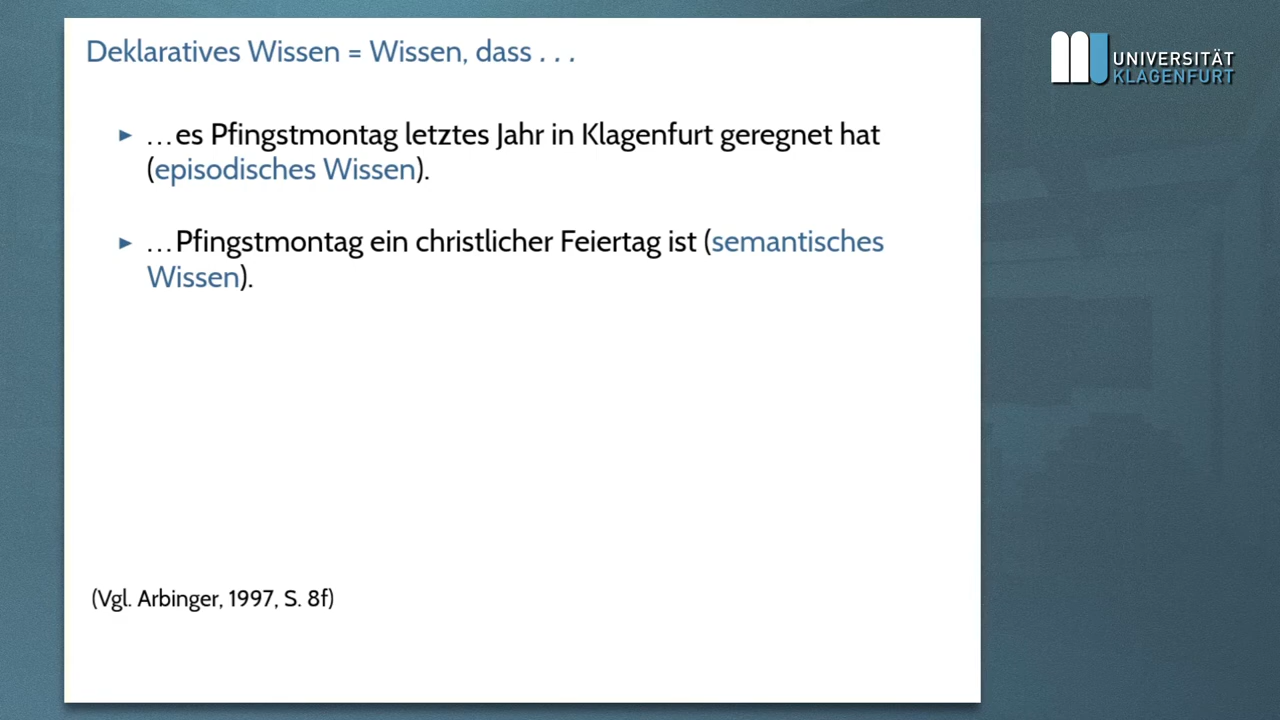 Deklaratives Wissen = Wissen, dass . . .
…es Pfingstmontag letztes Jahr in Klagenfurt geregnet hat
(episodisches Wissen).
…Pfingstmontag ein christlicher Feiertag ist (semantisches
Wissen).
(Vgl. Arbinger, 1997, S. 8f)
UNIVERSITÄT
KLAGENFURT